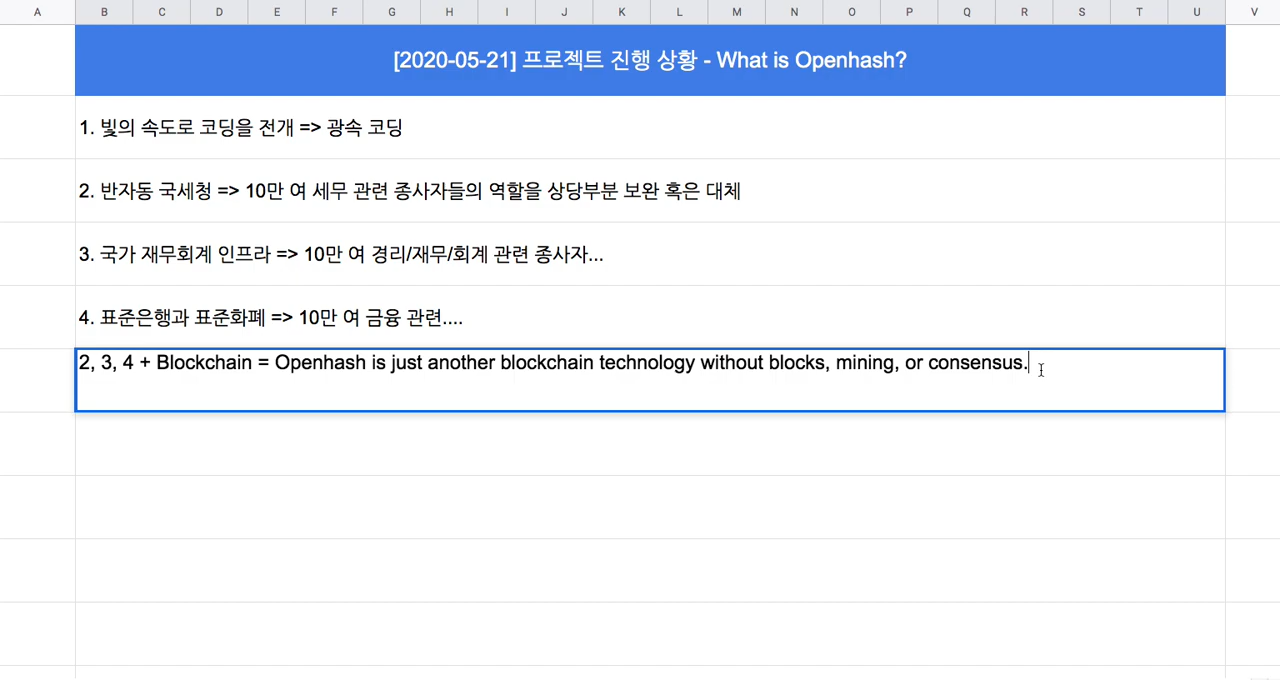 A B C D E F G H I J K L M N O P Q R S T U V
[2020-05-21] 프로젝트 진행 상황 - What is Openhash?
1. 빛의 속도로 코딩을 전개 => 광속 코딩
2. 반자동 국세청 => 10만 여 세무 관련 종사자들의 역할을 상당부분 보완 혹은 대체
3. 국가 재무회계 인프라 => 10만 여 경리/재무/회계 관련 종사자...
4. 표준은행과 표준화폐 => 10만 여 금융 관련....
2, 3, 4 + Blockchain = Openhash is just another blockchain technology without blocks, mining, or consensus.